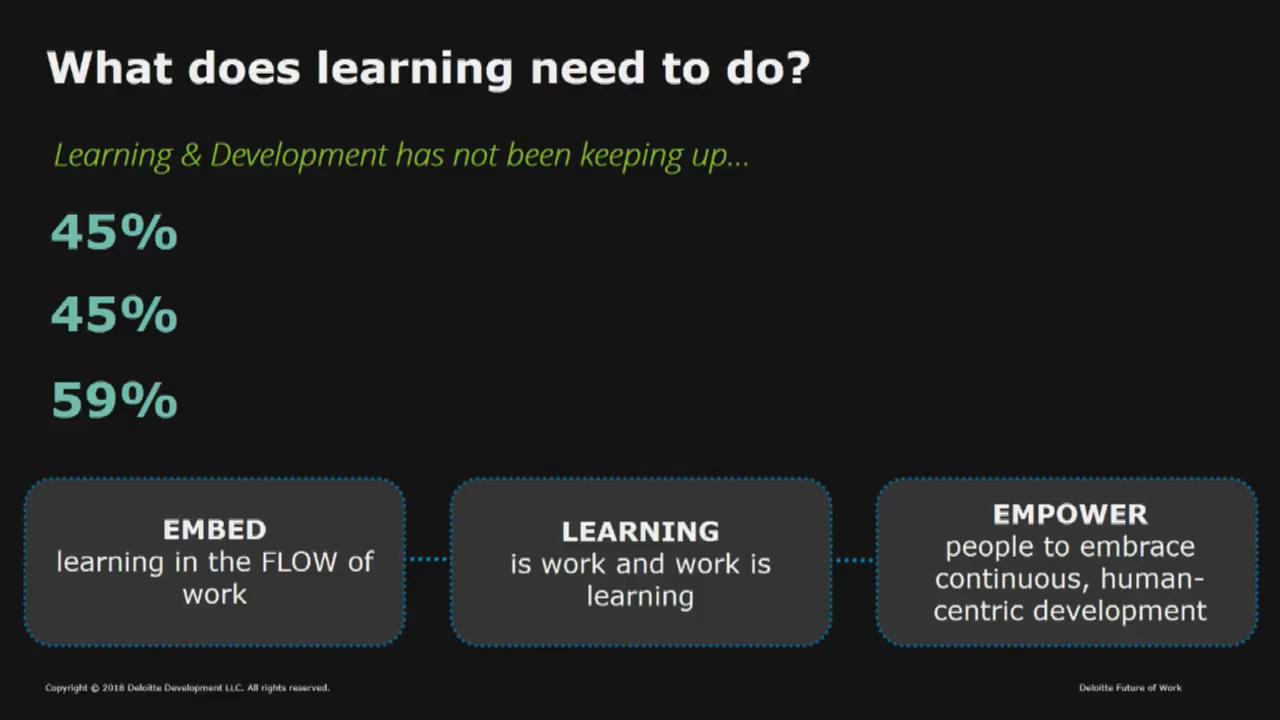 What does learning need to do?
Learning & Development has not been keeping up...
45%
45%
59%
EMBED
learning in the FLOW of
work
LEARNING
is work and work is
learning
EMPOWER
people to embrace
continuous, human-
centric development
Copyright © 2018 Deloitte Development LLC. All rights reserved.
Deloitte Future of Work